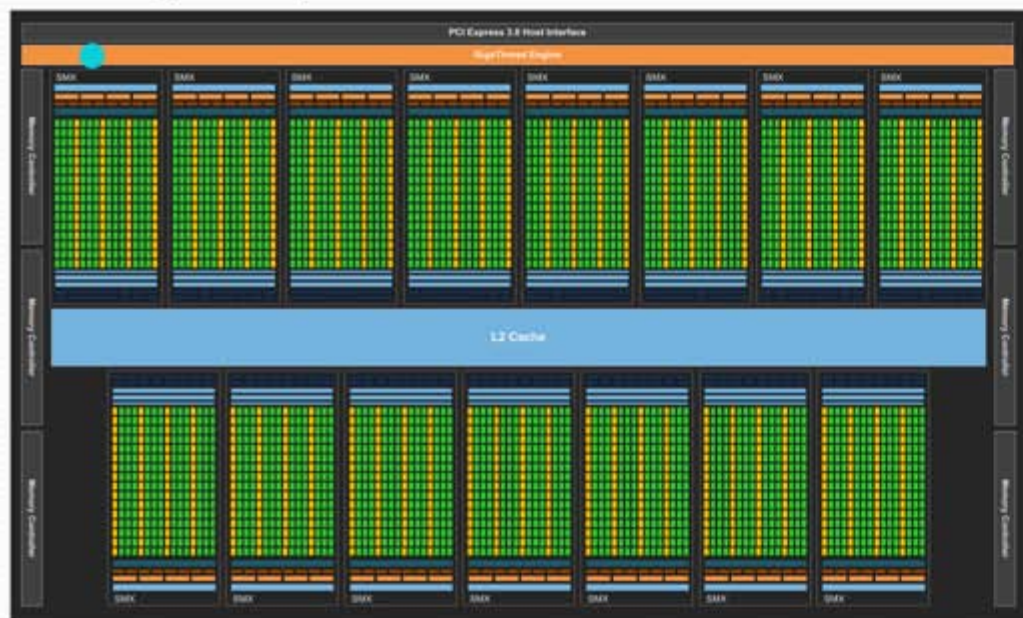 PCI Express 3.0 Host Interface
GigaThread Engine
SMX SMX SMX SMX SMX SMX SMX SMX
Memory Controller
Memory Controller
Memory Controller
Memory Controller
Memory Controller
Memory Controller
L2 Cache
SMX SMX SMX SMX SMX SMX SMX